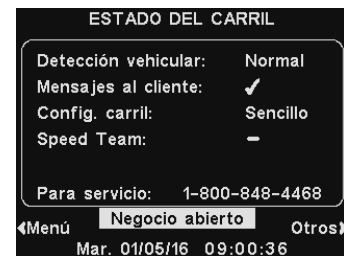 ESTADO DEL CARRIL
Detección vehicular: Normal
Mensajes al cliente: ✓
Config. carril: Sencillo
Speed Team: –
Para servicio: 1-800-848-4468
Negocio abierto
Menú Otros
Mar. 01/05/16 09:00:36